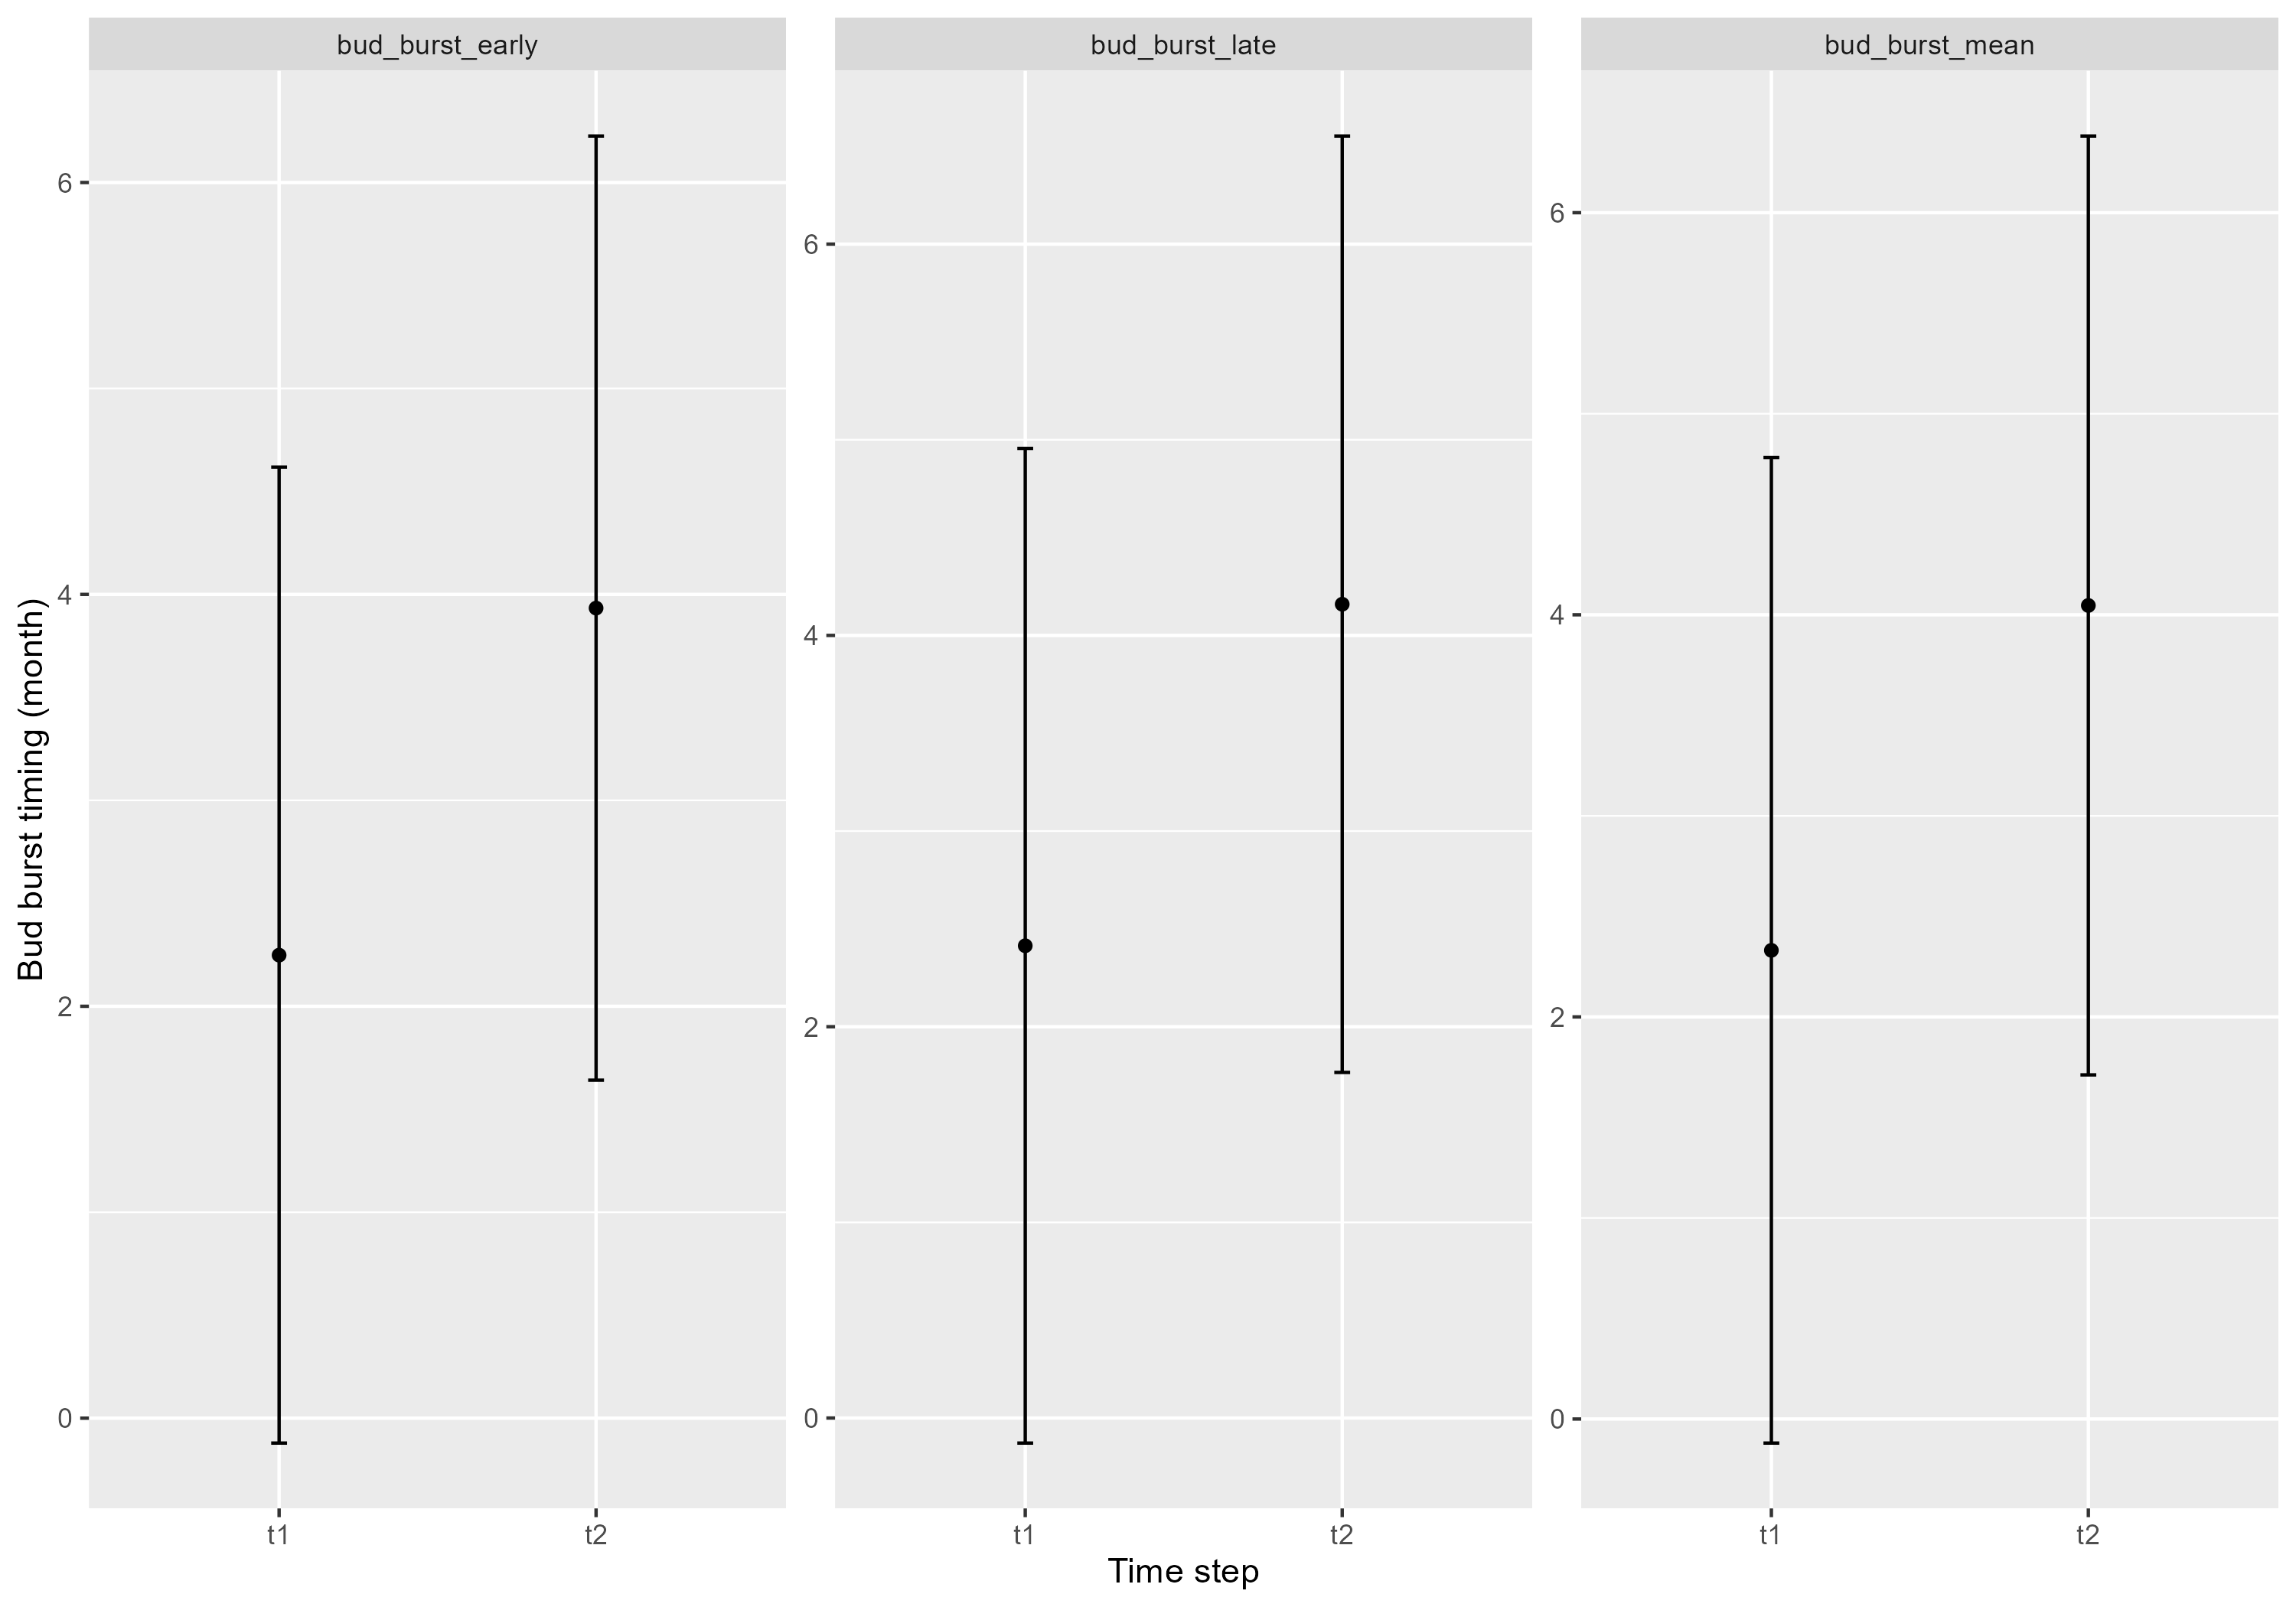 bud_burst_early
bud_burst_late
bud_burst_mean
Bud burst timing (month)
6
4
2
0
6
4
2
0
6
4
2
0
t1
t2
t1
t2
t1
t2
Time step